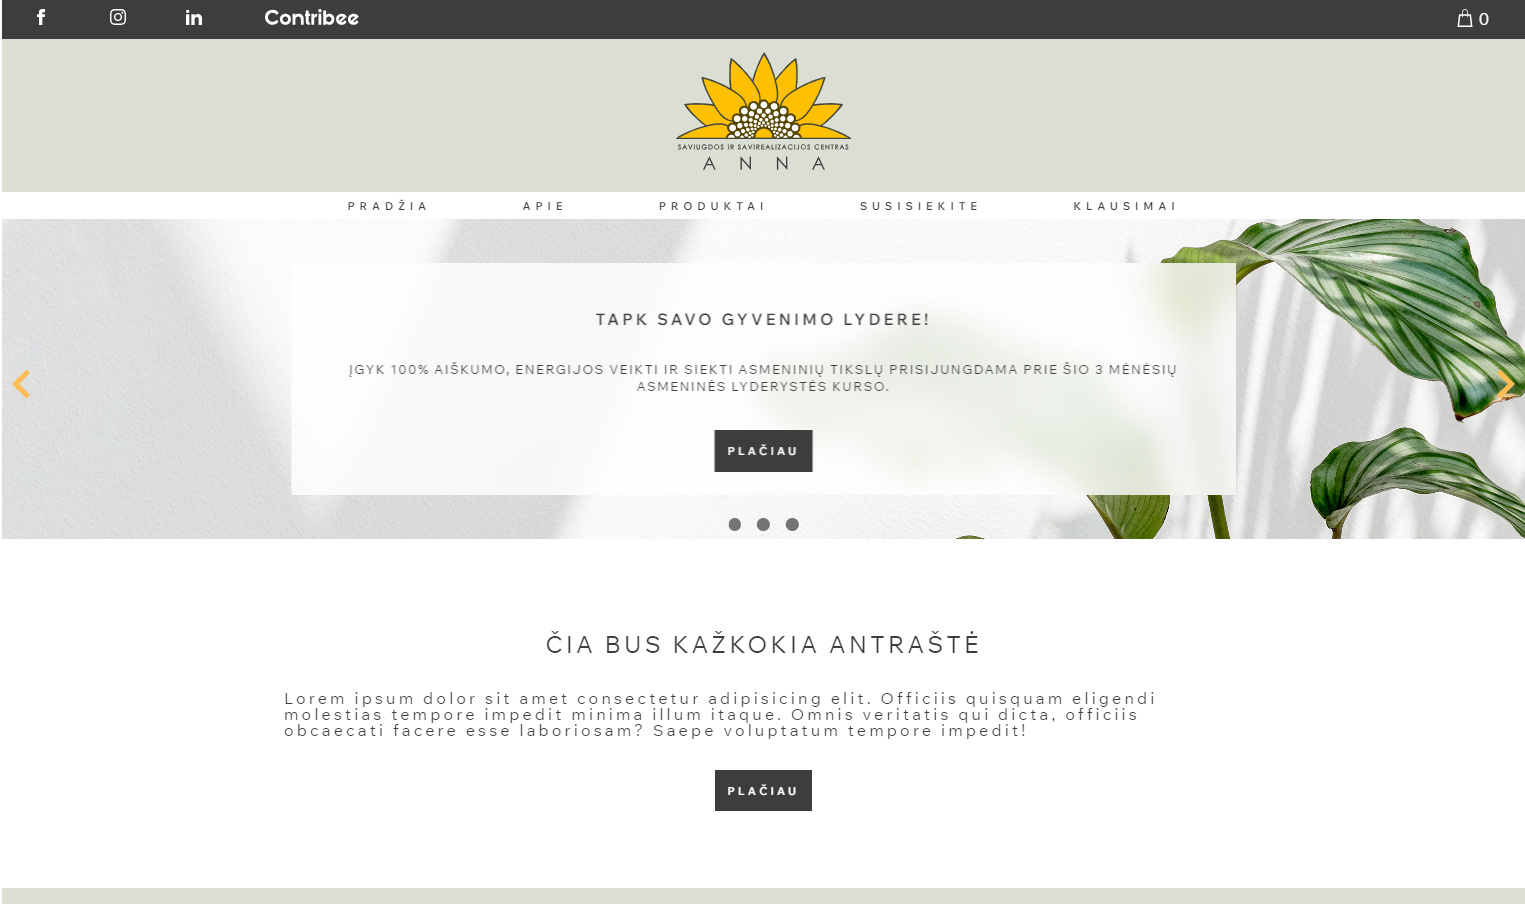 Contribee
0
SAVIUGDOS IR SAVIREALIZACIJOS CENTRAS
ANNA
PRADŽIA APIE PRODUKTAI SUSISIEKITE KLAUSIMAI
TAPK SAVO GYVENIMO LYDERE!
ĮGYK 100% AIŠKUMO, ENERGIJOS VEIKTI IR SIEKTI ASMENINIŲ TIKSLŲ PRISIJUNGDAMA PRIE ŠIO 3 MĖNĖSIŲ
ASMENINĖS LYDERYSTĖS KURSO.
PLAČIAU
ČIA BUS KAŽKOKIA ANTRAŠTĖ
Lorem ipsum dolor sit amet consectetur adipisicing elit. Officiis quisquam eligendi
molestias tempore impedit minima illum itaque. Omnis veritatis qui dicta, officiis
obcaecati facere esse laboriosam? Saepe voluptatum tempore impedit!
PLAČIAU